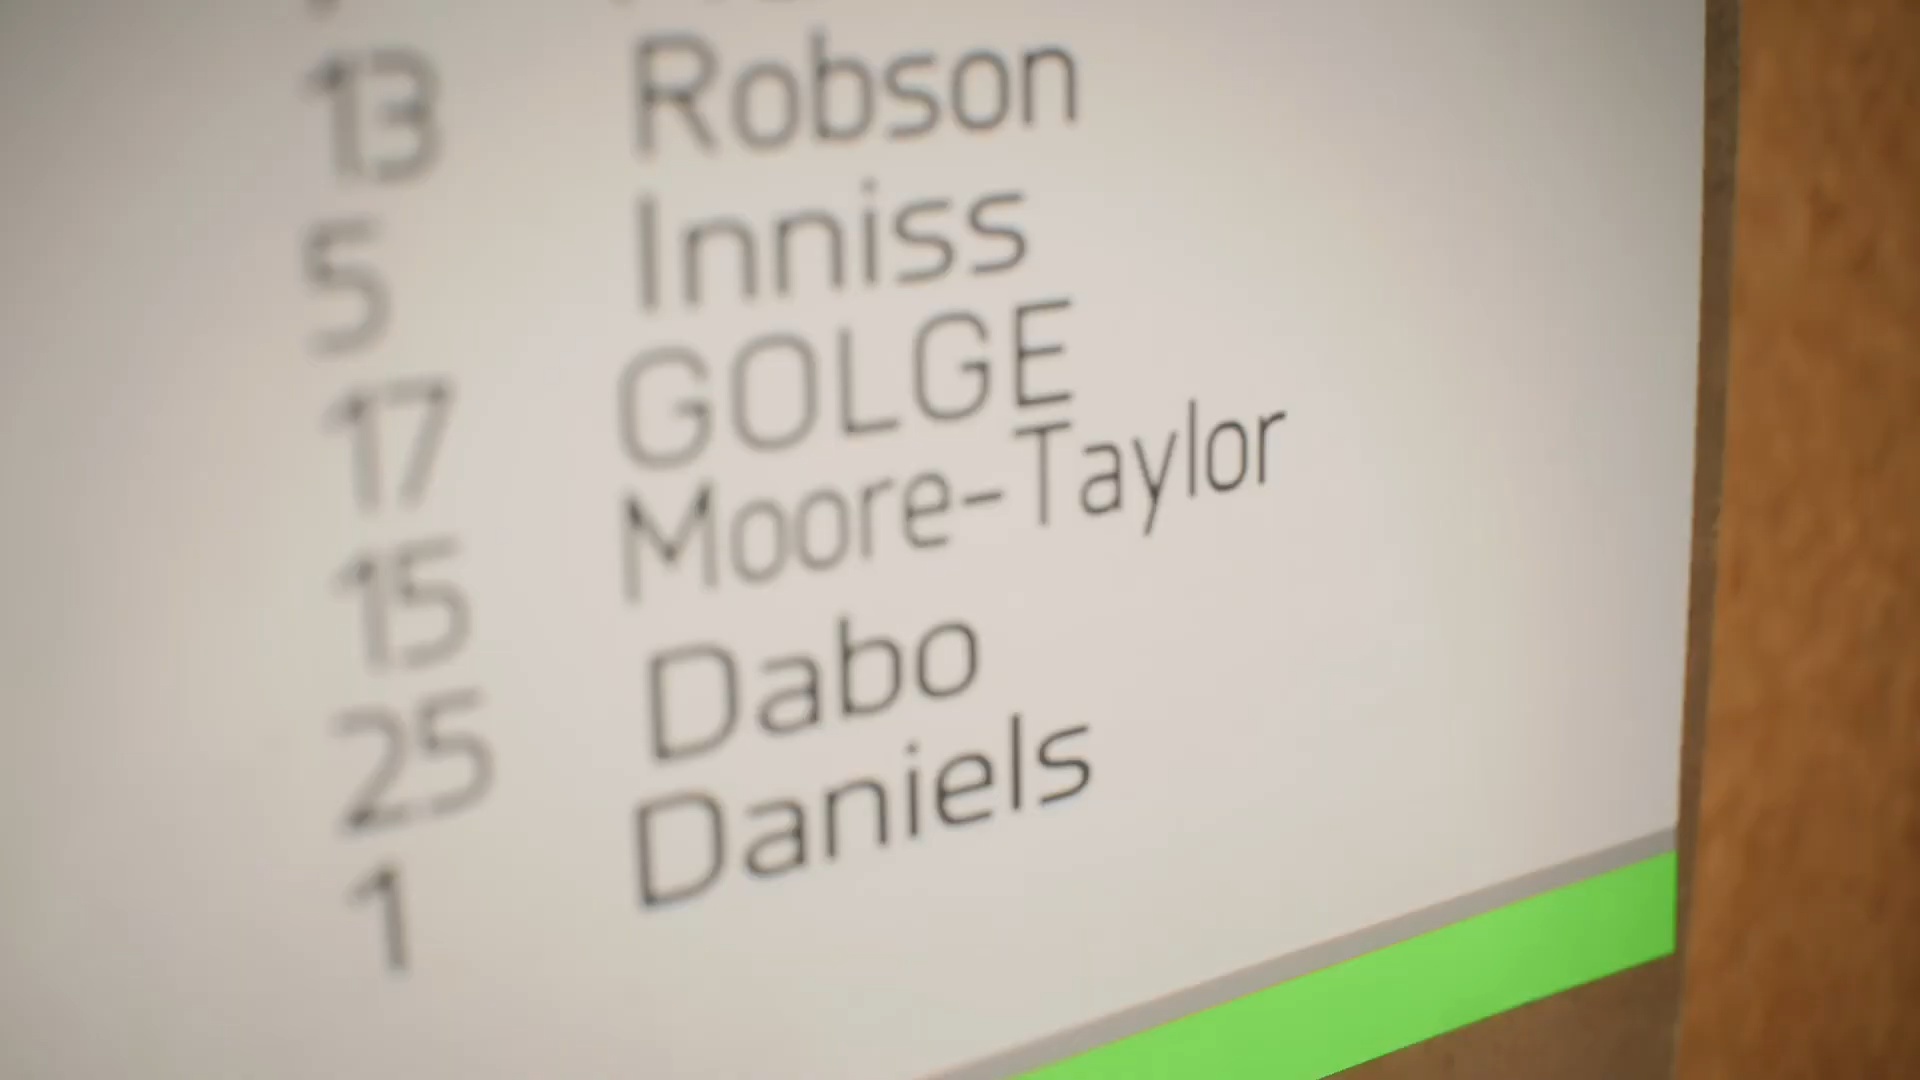 13 Robson
5 Inniss
17 GOLGE
15 Moore-Taylor
25 Dabo
1 Daniels